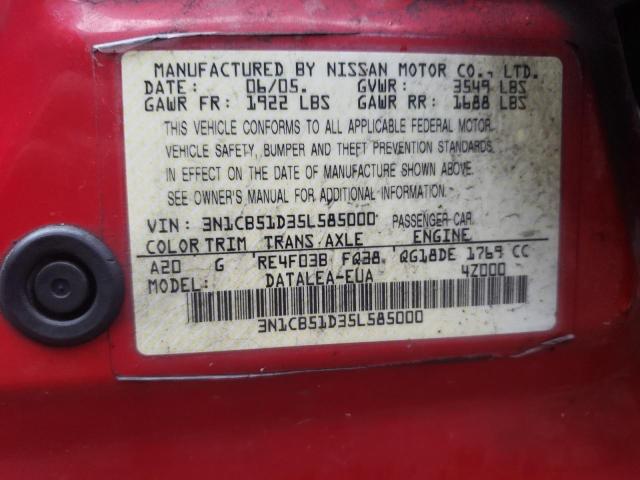 MANUFACTURED BY NISSAN MOTOR CO., LTD.
DATE: 06/05. GVWR: 3549 LBS
GAWR FR: 1922 LBS GAWR RR: 1688 LBS
THIS VEHICLE CONFORMS TO ALL APPLICABLE FEDERAL MOTOR
VEHICLE SAFETY, BUMPER AND THEFT PREVENTION STANDARDS
IN EFFECT ON THE DATE OF MANUFACTURE SHOWN ABOVE.
SEE OWNER'S MANUAL FOR ADDITIONAL INFORMATION.
VIN: 3N1CB51D35L585000 PASSENGER CAR
COLOR TRIM TRANS AXLE ENGINE
A20 G RE4F03B FQ38 QG18DE 1769 CC
MODEL: DATALEA-EUA 4Z000
3N1CB51D35L585000